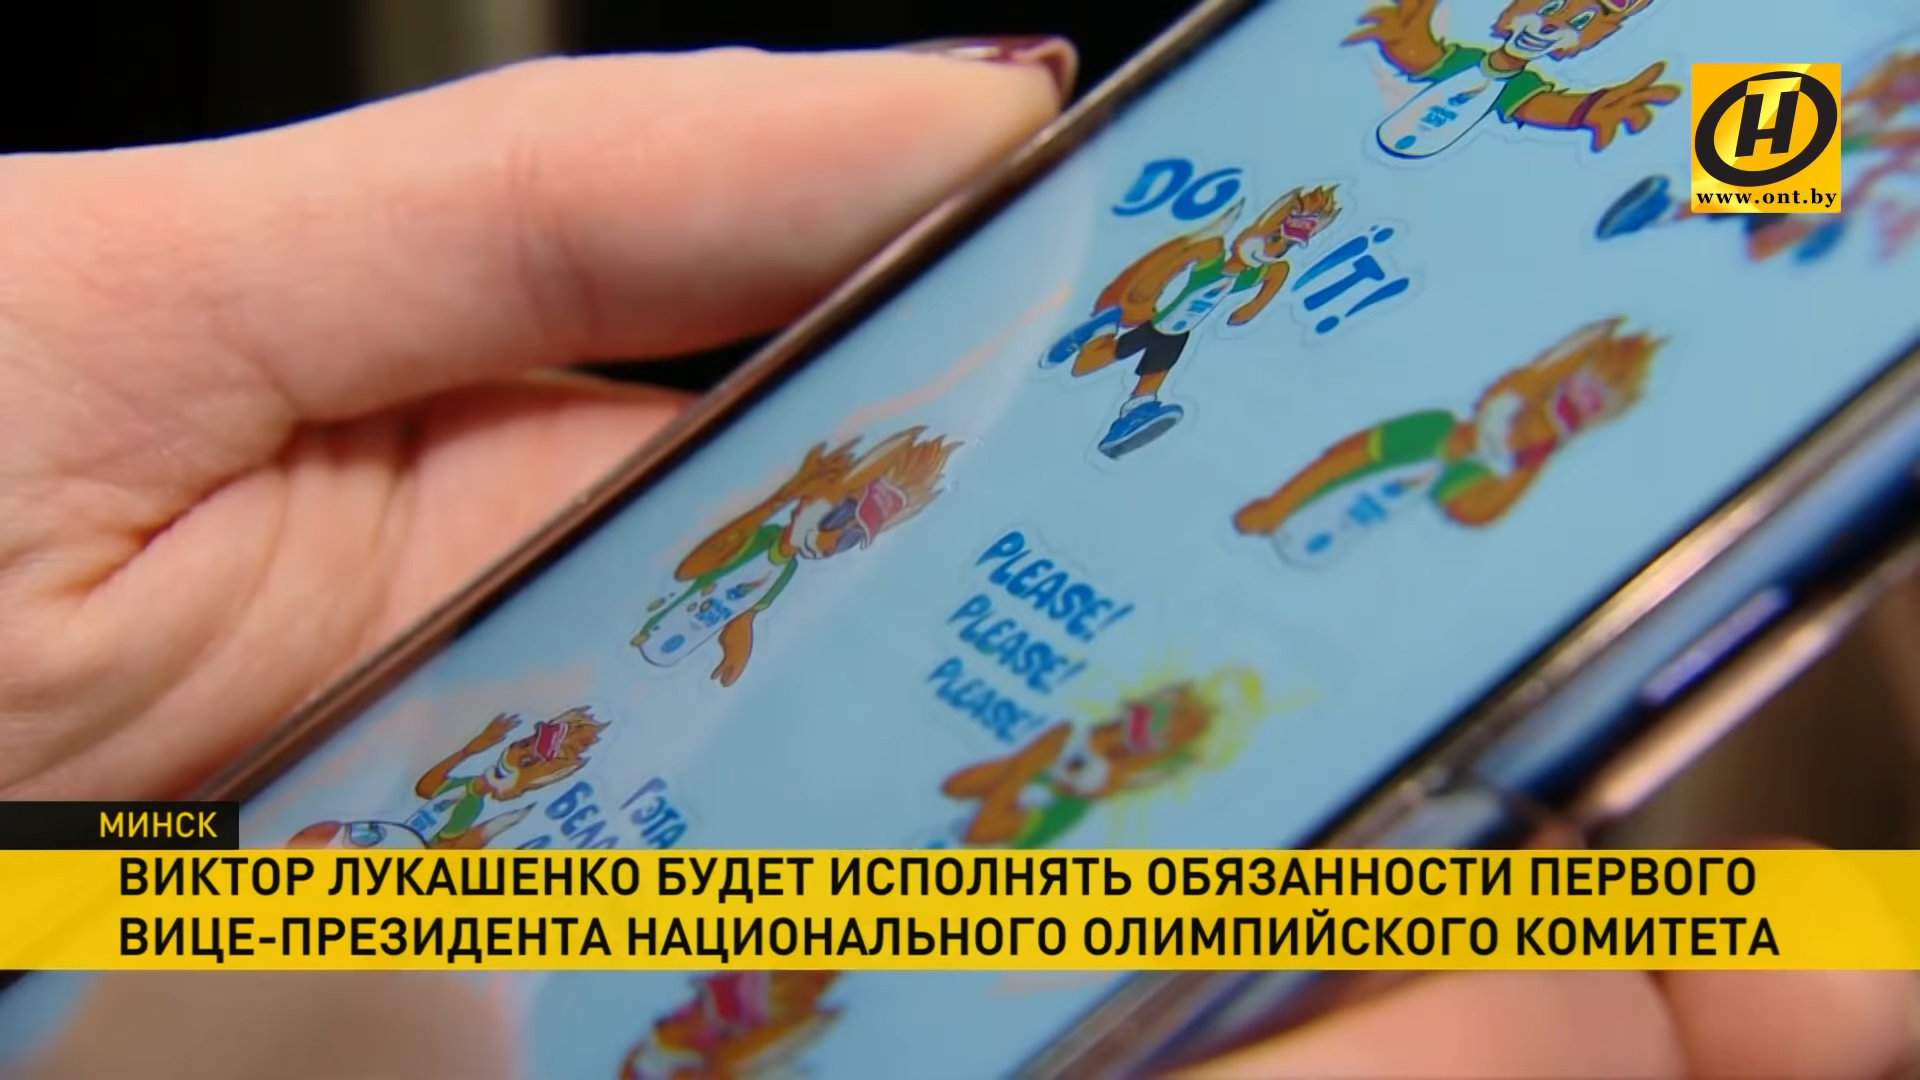 www.ont.by
DO
iT!
PLEASE!
PLEASE!
PLEASE!
ГЭТА
МИНСК
ВИКТОР ЛУКАШЕНКО БУДЕТ ИСПОЛНЯТЬ ОБЯЗАННОСТИ ПЕРВОГО
ВИЦЕ-ПРЕЗИДЕНТА НАЦИОНАЛЬНОГО ОЛИМПИЙСКОГО КОМИТЕТА